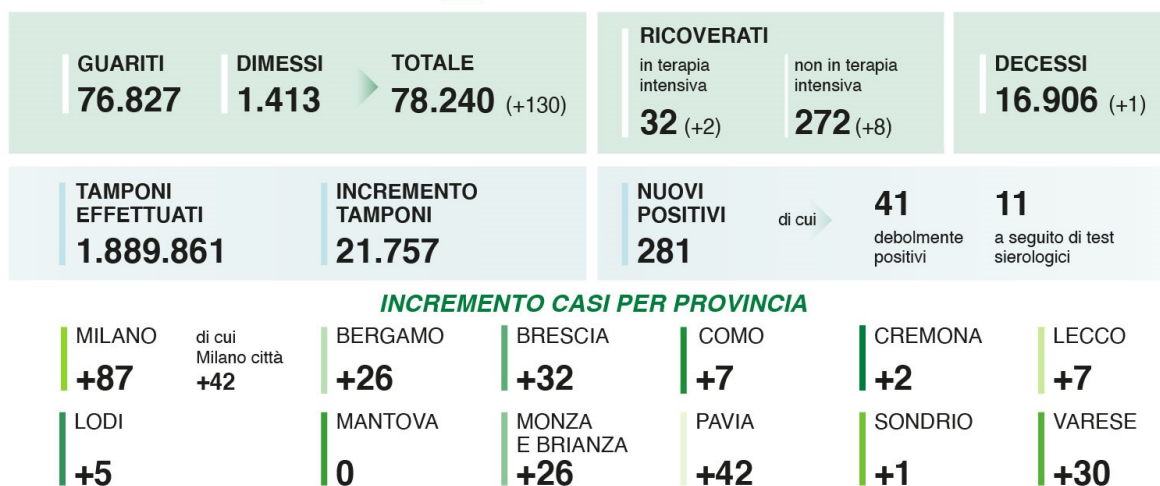 GUARITI
76.827
DIMESSI
1.413
TOTALE
78.240 (+130)
RICOVERATI
in terapia
intensiva
32 (+2)
non in terapia
intensiva
272 (+8)
DECESSI
16.906 (+1)
TAMPONI
EFFETTUATI
1.889.861
INCREMENTO
TAMPONI
21.757
NUOVI
POSITIVI
281
di cui
41
debolmente
positivi
11
a seguito di test
sierologici
INCREMENTO CASI PER PROVINCIA
MILANO
+87
di cui
Milano città
+42
BERGAMO
+26
BRESCIA
+32
COMO
+7
CREMONA
+2
LECCO
+7
LODI
+5
MANTOVA
0
MONZA
E BRIANZA
+26
PAVIA
+42
SONDRIO
+1
VARESE
+30